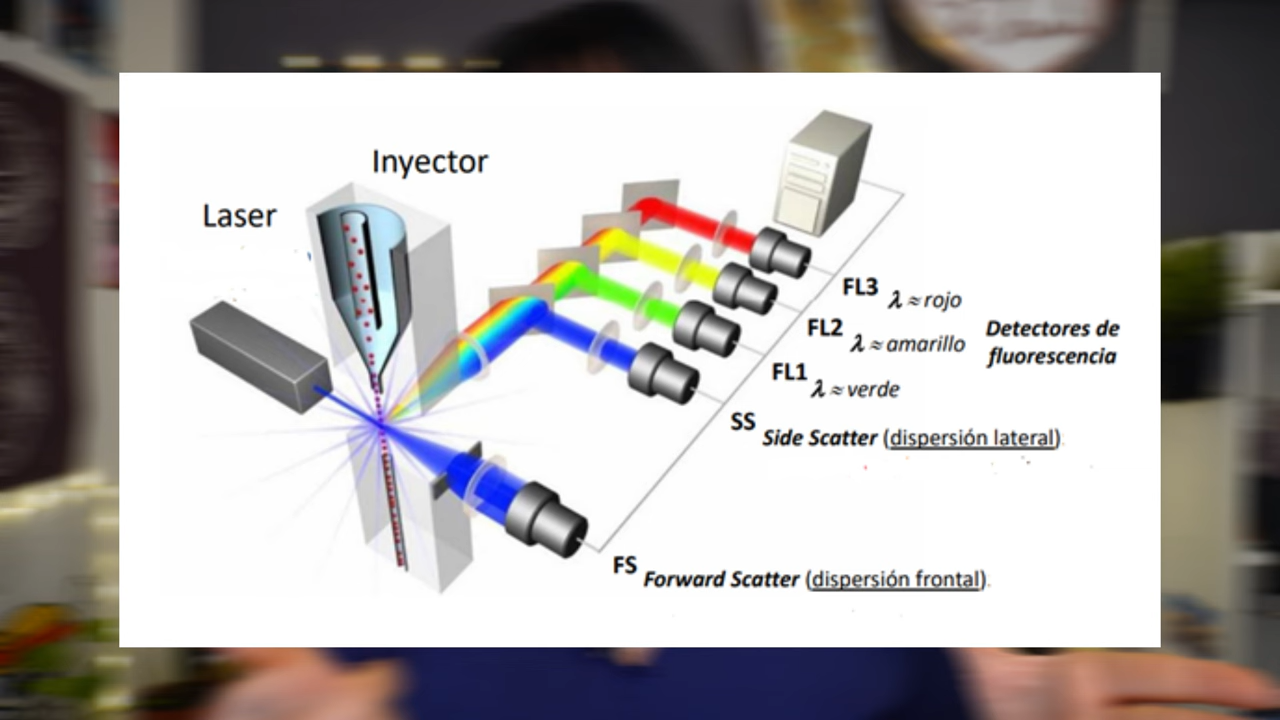 Inyector
Laser
FL3 λ ≈ rojo
FL2 λ ≈ amarillo
Detectores de
fluorescencia
FL1 λ ≈ verde
SS Side Scatter (dispersión lateral)
FS Forward Scatter (dispersión frontal)